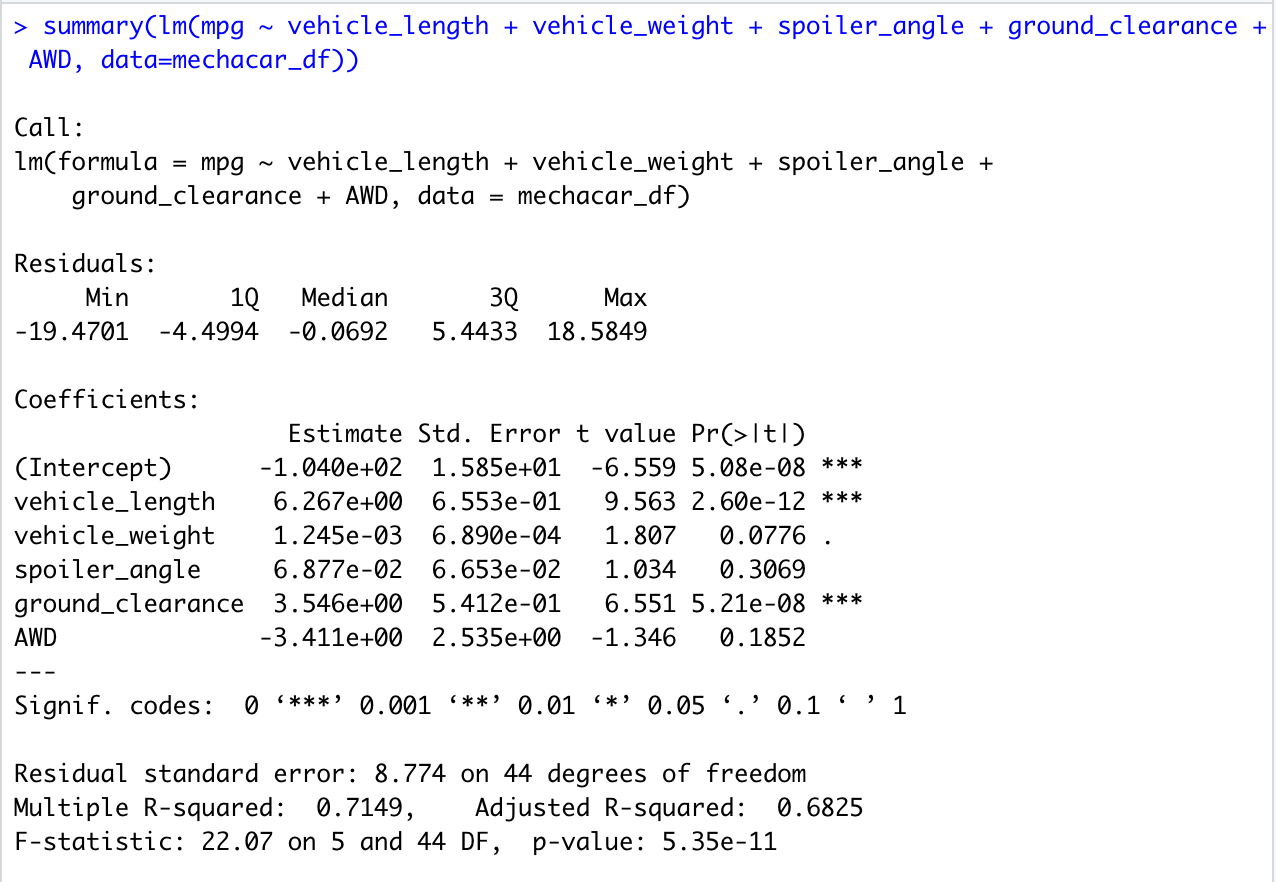 > summary(lm(mpg ~ vehicle_length + vehicle_weight + spoiler_angle + ground_clearance +
 AWD, data=mechacar_df))

Call:
lm(formula = mpg ~ vehicle_length + vehicle_weight + spoiler_angle +
    ground_clearance + AWD, data = mechacar_df)

Residuals:
     Min       1Q   Median       3Q      Max
-19.4701  -4.4994  -0.0692   5.4433  18.5849

Coefficients:
                   Estimate Std. Error t value Pr(>|t|)
(Intercept)      -1.040e+02  1.585e+01  -6.559 5.08e-08 ***
vehicle_length    6.267e+00  6.553e-01   9.563 2.60e-12 ***
vehicle_weight    1.245e-03  6.890e-04   1.807   0.0776 .
spoiler_angle     6.877e-02  6.653e-02   1.034   0.3069
ground_clearance  3.546e+00  5.412e-01   6.551 5.21e-08 ***
AWD              -3.411e+00  2.535e+00  -1.346   0.1852
---
Signif. codes:  0 ‘***’ 0.001 ‘**’ 0.01 ‘*’ 0.05 ‘.’ 0.1 ‘ ’ 1

Residual standard error: 8.774 on 44 degrees of freedom
Multiple R-squared:  0.7149,    Adjusted R-squared:  0.6825
F-statistic: 22.07 on 5 and 44 DF,  p-value: 5.35e-11